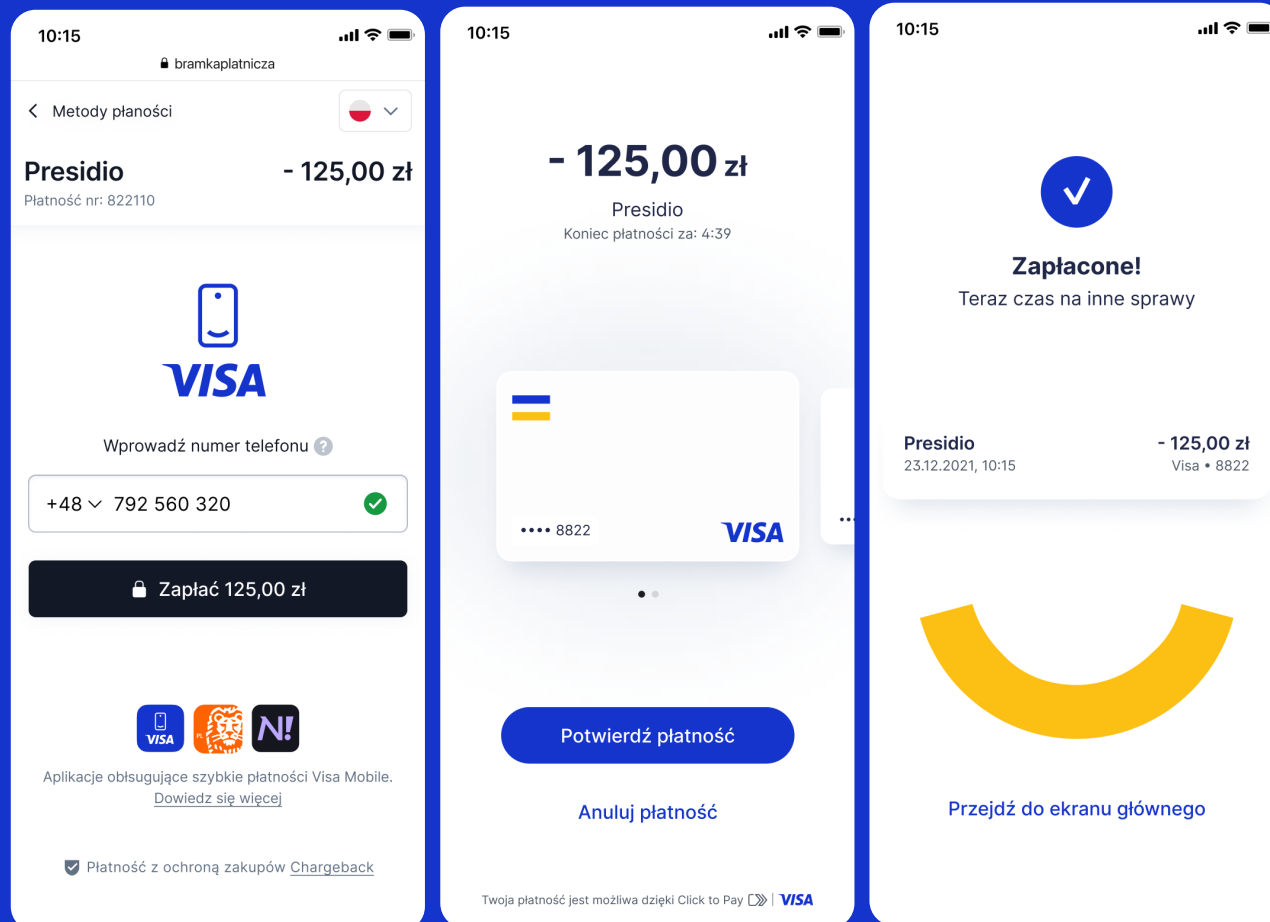 10:15
bramkaplatnicza
Metody płaności
Presidio - 125,00 zł
Płatność nr: 822110
VISA
Wprowadź numer telefonu ?
+48 792 560 320
Zapłać 125,00 zł
VISA PL N!
Aplikacje obłsugujące szybkie płatności Visa Mobile.
Dowiedz się więcej
Płatność z ochroną zakupów Chargeback
10:15
- 125,00 zł
Presidio
Koniec płatności za: 4:39
•••• 8822 VISA
Potwierdź płatność
Anuluj płatność
Twoja płatność jest możliwa dzięki Click to Pay | VISA
10:15
Zapłacone!
Teraz czas na inne sprawy
Presidio - 125,00 zł
23.12.2021, 10:15 Visa • 8822
Przejdź do ekranu głównego